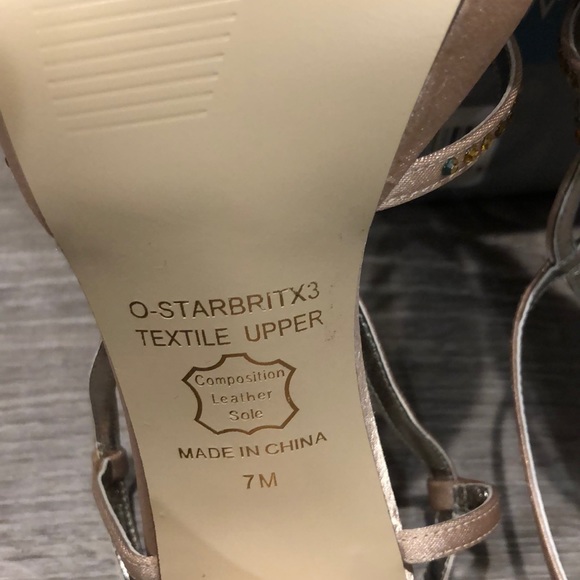 O-STARBRITX3
TEXTILE UPPER
Composition
Leather
Sole
MADE IN CHINA
7M